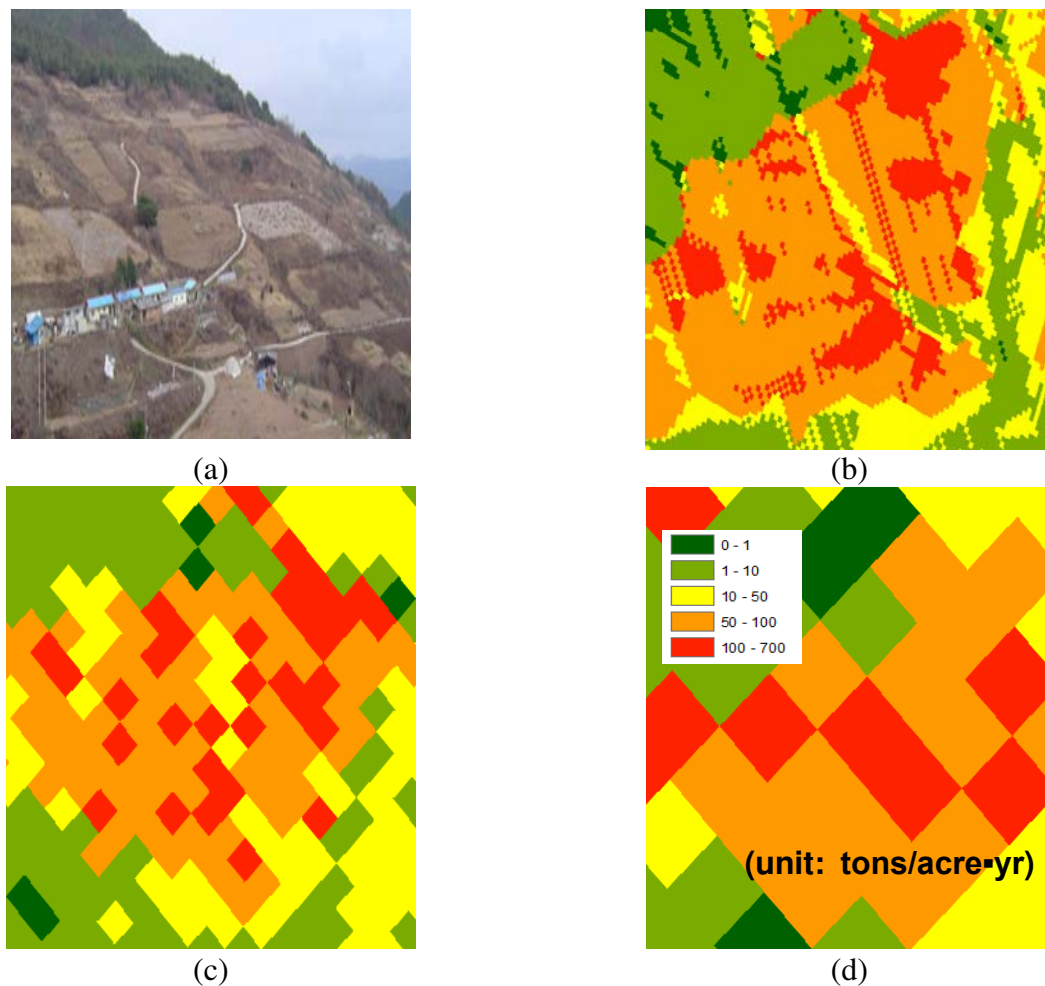 (a)
(b)
0 - 1
1 - 10
10 - 50
50 - 100
100 - 700
(unit: tons/acre▪yr)
(c)
(d)